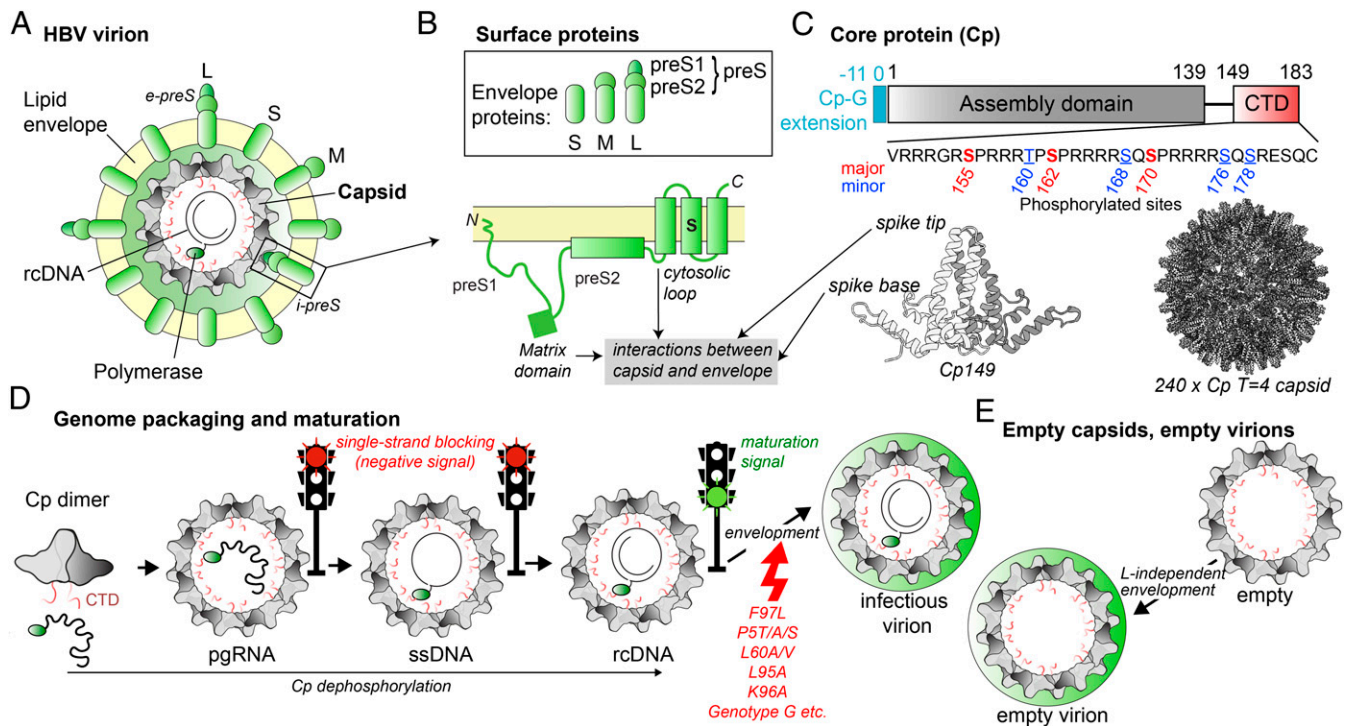 A HBV virion
L
e-preS
S
Lipid
envelope
M
Capsid
rcDNA
i-preS
Polymerase
B
Surface proteins
Envelope
proteins:
preS1
preS2
} preS
S M L
N
C
S
preS1
preS2
cytosolic
loop
Matrix
domain
interactions between
capsid and envelope
spike tip
spike base
C Core protein (Cp)
-11 0 1 139 149 183
Cp-G
extension
Assembly domain
CTD
VRRRGRSPRRRTPSPRRRRSQSPRRRRSQSRESQC
major
minor
155 160 162 168 170 176 178
Phosphorylated sites
Cp149
240 x Cp T=4 capsid
D Genome packaging and maturation
single-strand blocking
(negative signal)
maturation
signal
Cp dimer
CTD
envelopment
pgRNA
ssDNA
rcDNA
Cp dephosphorylation
F97L
P5T/A/S
L60A/V
L95A
K96A
Genotype G etc.
infectious
virion
E
Empty capsids, empty virions
L-independent
envelopment
empty
empty virion